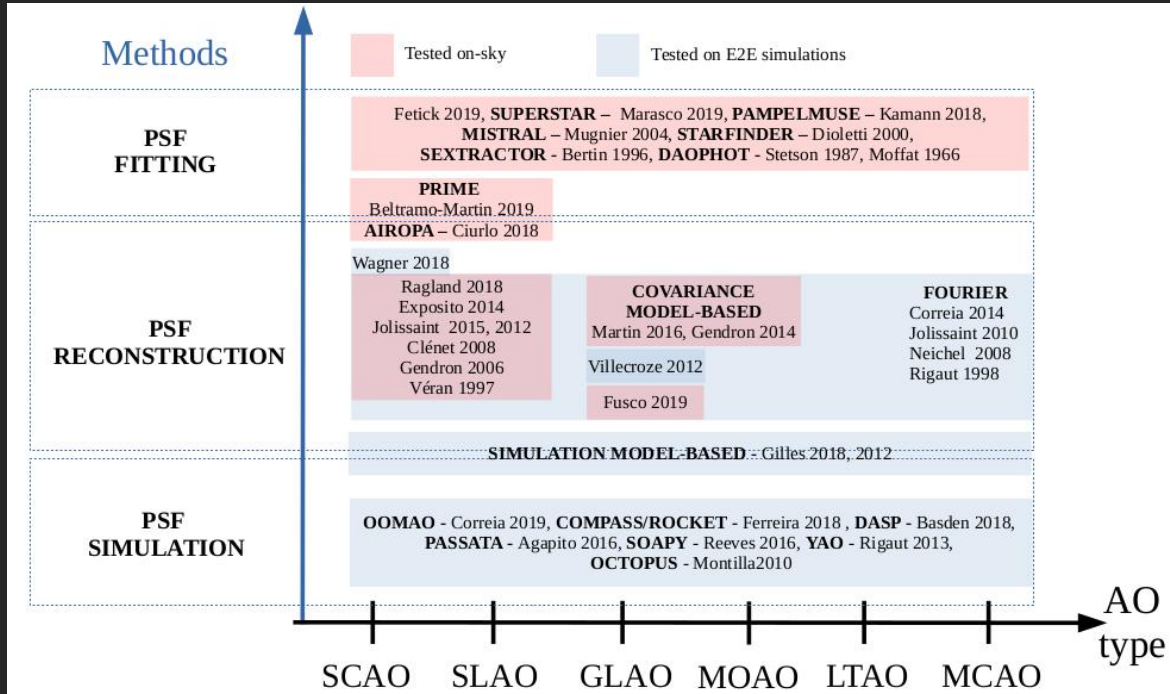 Methods
Tested on-sky
Tested on E2E simulations
PSF
FITTING
Fetick 2019, SUPERSTAR – Marasco 2019, PAMPELMUSE – Kamann 2018,
MISTRAL – Mugnier 2004, STARFINDER – Dioletti 2000,
SEXTRACTOR - Bertin 1996, DAOPHOT - Stetson 1987, Moffat 1966
PRIME
Beltramo-Martin 2019
AIROPA – Ciurlo 2018
PSF
RECONSTRUCTION
Wagner 2018
Ragland 2018
Exposito 2014
Jolissaint 2015, 2012
Clénet 2008
Gendron 2006
Véran 1997
COVARIANCE
MODEL-BASED
Martin 2016, Gendron 2014
Villecroze 2012
Fusco 2019
FOURIER
Correia 2014
Jolissaint 2010
Neichel 2008
Rigaut 1998
SIMULATION MODEL-BASED - Gilles 2018, 2012
PSF
SIMULATION
OOMAO - Correia 2019, COMPASS/ROCKET - Ferreira 2018 , DASP - Basden 2018,
PASSATA - Agapito 2016, SOAPY - Reeves 2016, YAO - Rigaut 2013,
OCTOPUS - Montilla2010
AO
type
SCAO SLAO GLAO MOAO LTAO MCAO